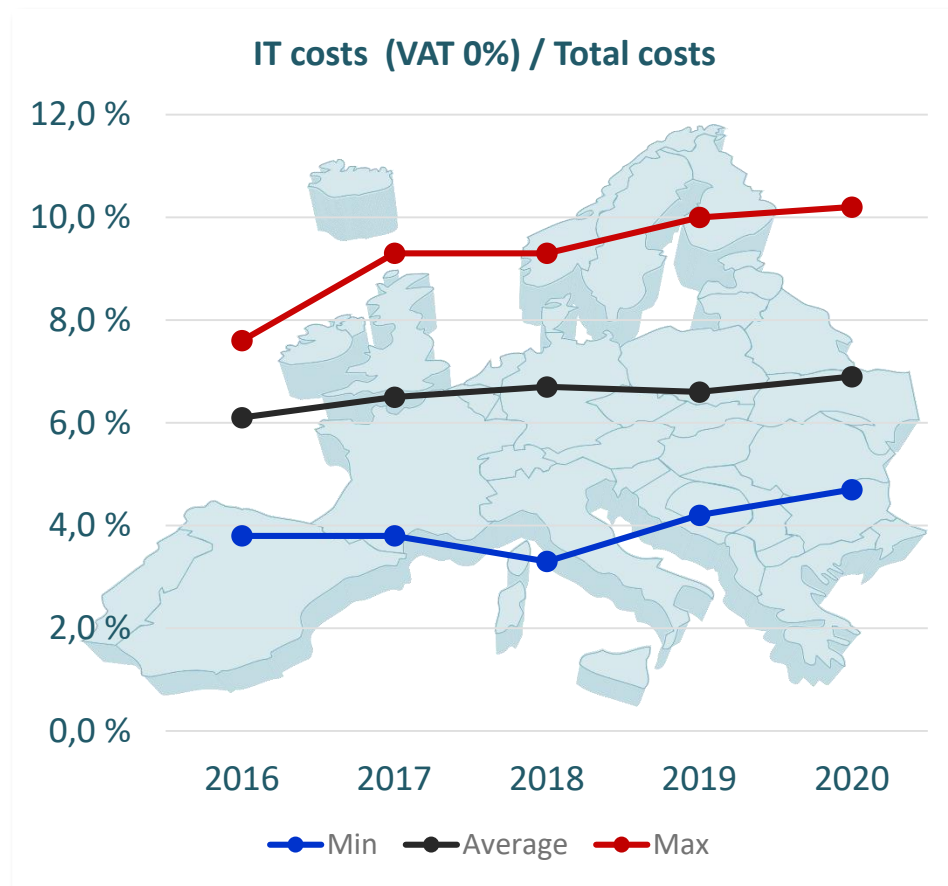 IT costs  (VAT 0%) / Total costs
12,0 %
10,0 %
8,0 %
6,0 %
4,0 %
2,0 %
0,0 %
2016 2017 2018 2019 2020
Min Average Max